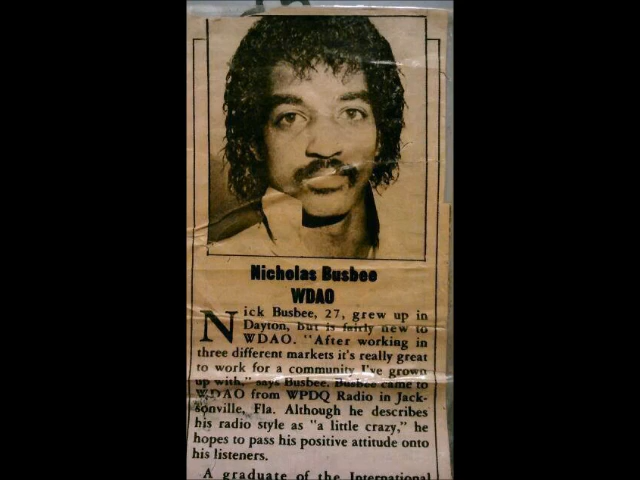 Nicholas Busbee
WDAO
Nick Busbee, 27, grew up in
Dayton, but is fairly new to
WDAO. "After working in
three different markets it's really great
to work for a community I've grown
up with," says Busbee. Busbee came to
WDAO from WPDQ Radio in Jack-
sonville, Fla. Although he describes
his radio style as "a little crazy," he
hopes to pass his positive attitude onto
his listeners.
A graduate of the International